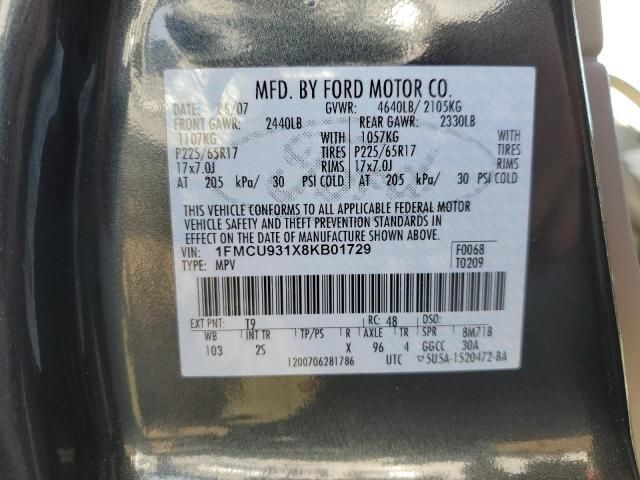 MFD. BY FORD MOTOR CO.
DATE: 06/07 GVWR: 4640LB/ 2105KG
FRONT GAWR: 2440LB REAR GAWR: 2330LB
1107KG WITH 1057KG WITH
P225/65R17 TIRES P225/65R17 TIRES
17x7.0J RIMS 17x7.0J RIMS
AT 205 kPa/ 30 PSI COLD AT 205 kPa/ 30 PSI COLD
THIS VEHICLE CONFORMS TO ALL APPLICABLE FEDERAL MOTOR
VEHICLE SAFETY AND THEFT PREVENTION STANDARDS IN
EFFECT ON THE DATE OF MANUFACTURE SHOWN ABOVE.
VIN: 1FMCU931X8KB01729 F0068
TYPE: MPV T0209
EXT PNT: T9 RC: 48 DSO:
WB INT TR TP/PS R AXLE TR SPR BM71B
103 2S X 96 4 GGCC 30A
1200706281786 UTC 5U5A-1520472-BA